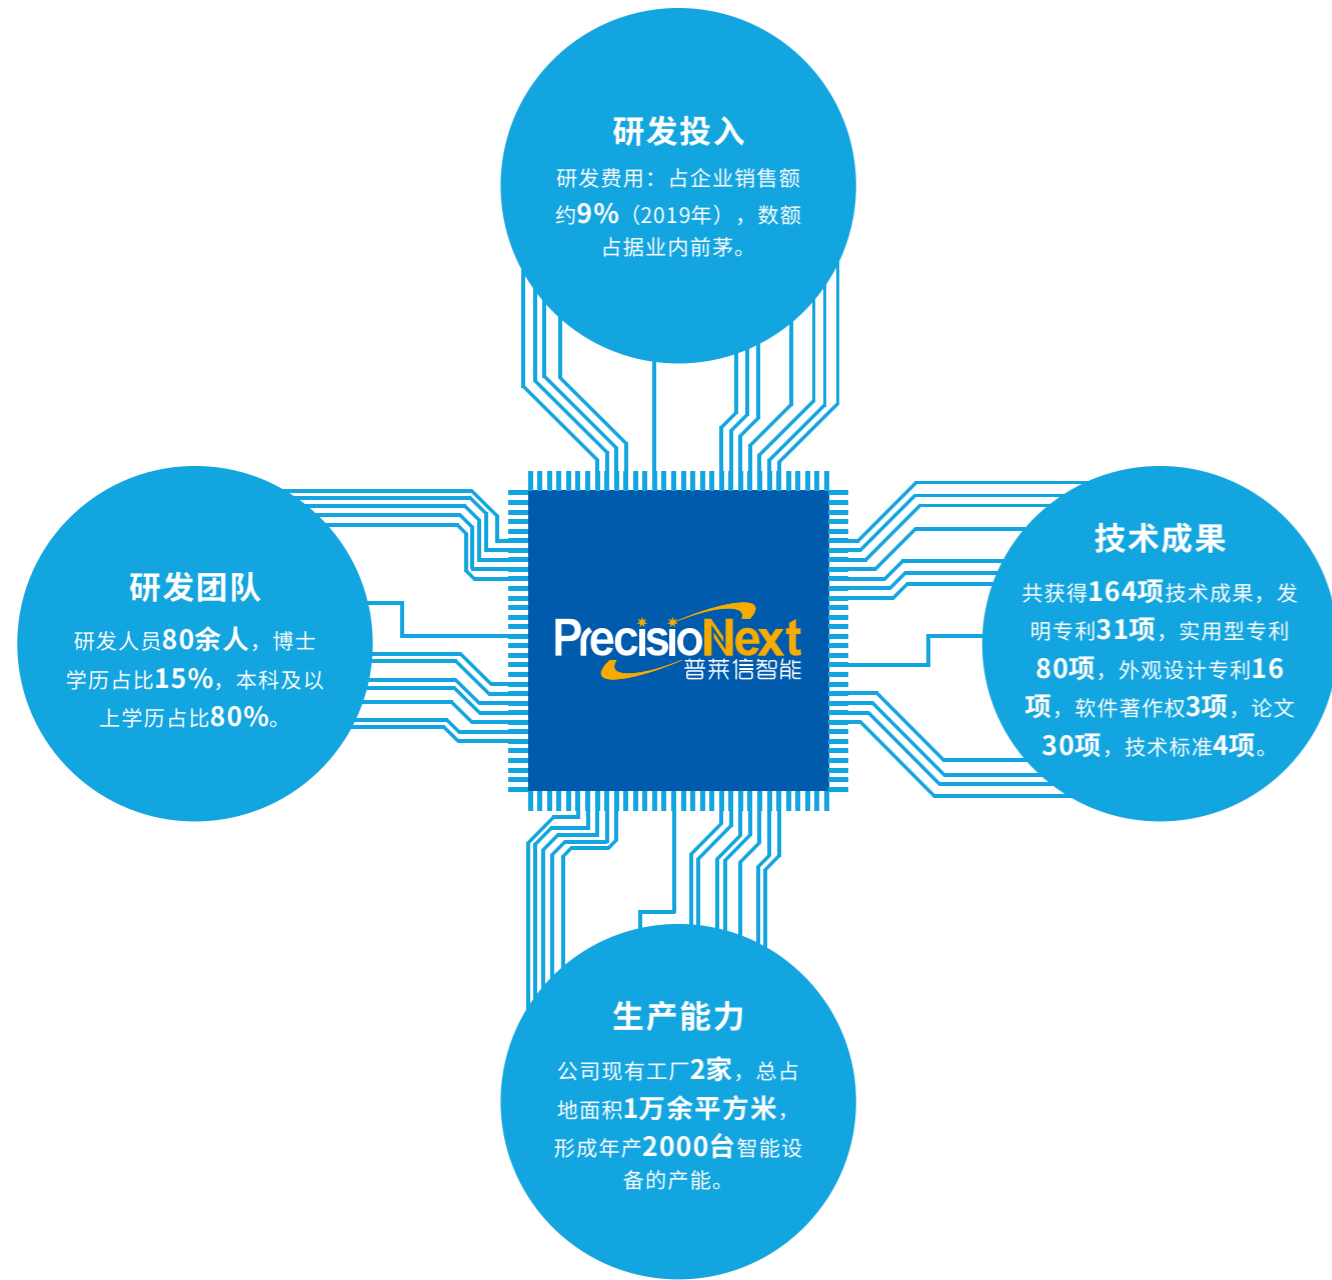 研发投入
研发费用：占企业销售额
约9%（2019年），数额
占据业内前茅。
研发团队
研发人员80余人，博士
学历占比15%，本科及以
上学历占比80%。
PrecisioNext
普莱信智能
技术成果
共获得164项技术成果，发
明专利31项，实用型专利
80项，外观设计专利16
项，软件著作权3项，论文
30项，技术标准4项。
生产能力
公司现有工厂2家，总占
地面积1万余平方米，
形成年产2000台智能设
备的产能。